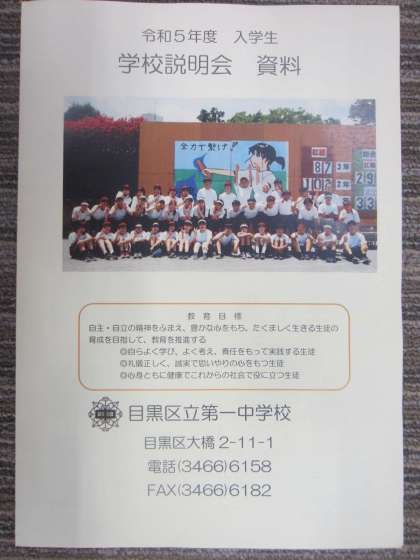 令和5年度 入学生
学校説明会 資料
全力で繋げ!!
教育目標
自主・自立の精神をふまえ、豊かな心をもち、たくましく生きる生徒の
育成を目指して、教育を推進する
◎自らよく学び、よく考え、責任をもって実践する生徒
◎礼儀正しく、誠実で思いやりの心をもつ生徒
◎心身ともに健康でこれからの社会で役に立つ生徒
目黒区立第一中学校
目黒区大橋2-11-1
電話(3466)6158
FAX(3466)6182